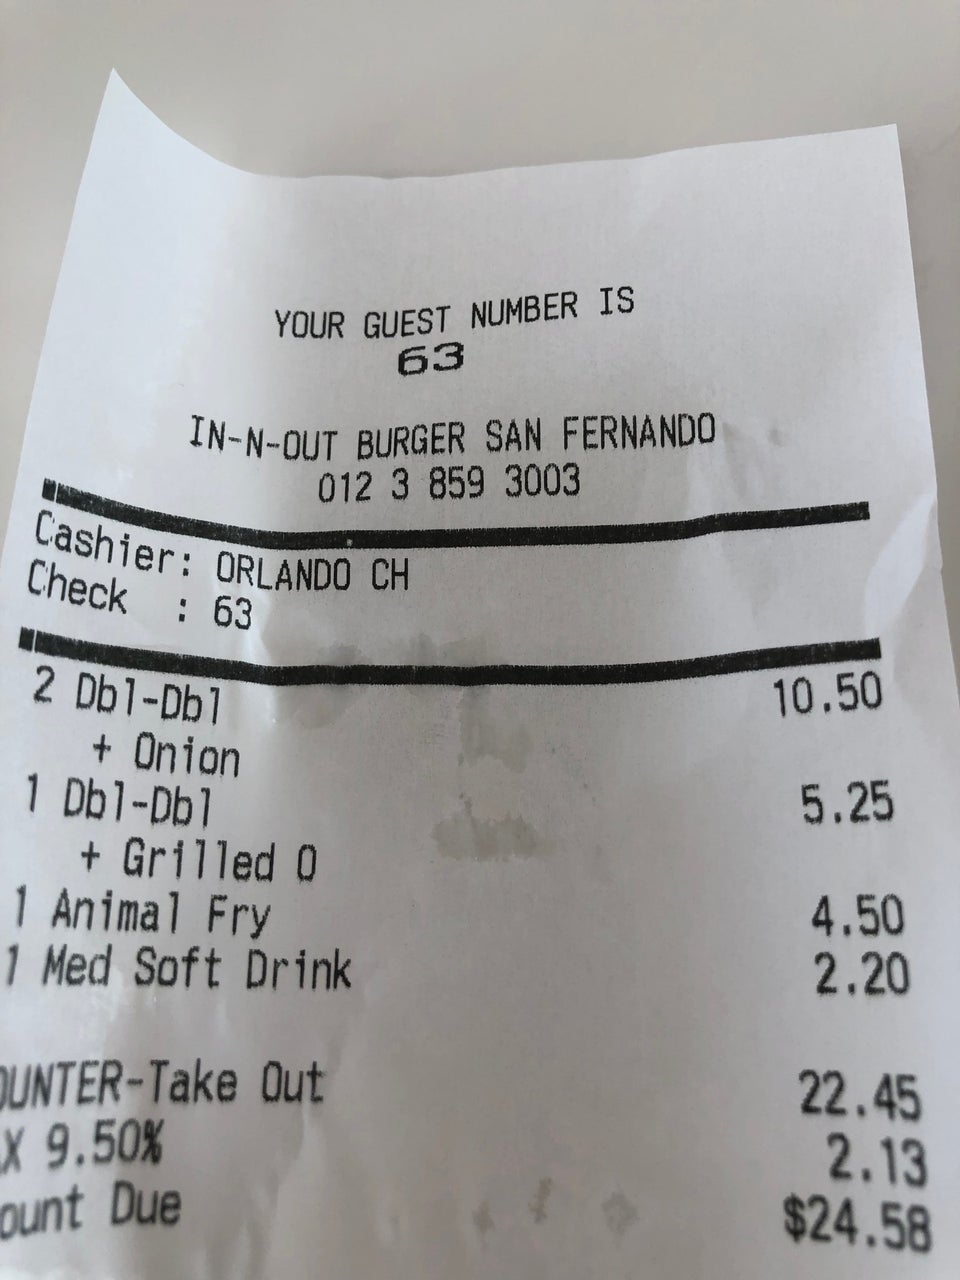 YOUR GUEST NUMBER IS
63
IN-N-OUT BURGER SAN FERNANDO
012 3 859 3003
Cashier: ORLANDO CH
Check : 63
2 Dbl-Dbl 10.50
+ Onion
1 Dbl-Dbl 5.25
+ Grilled O
1 Animal Fry 4.50
1 Med Soft Drink 2.20
OUNTER-Take Out 22.45
AX 9.50% 2.13
ount Due $24.58